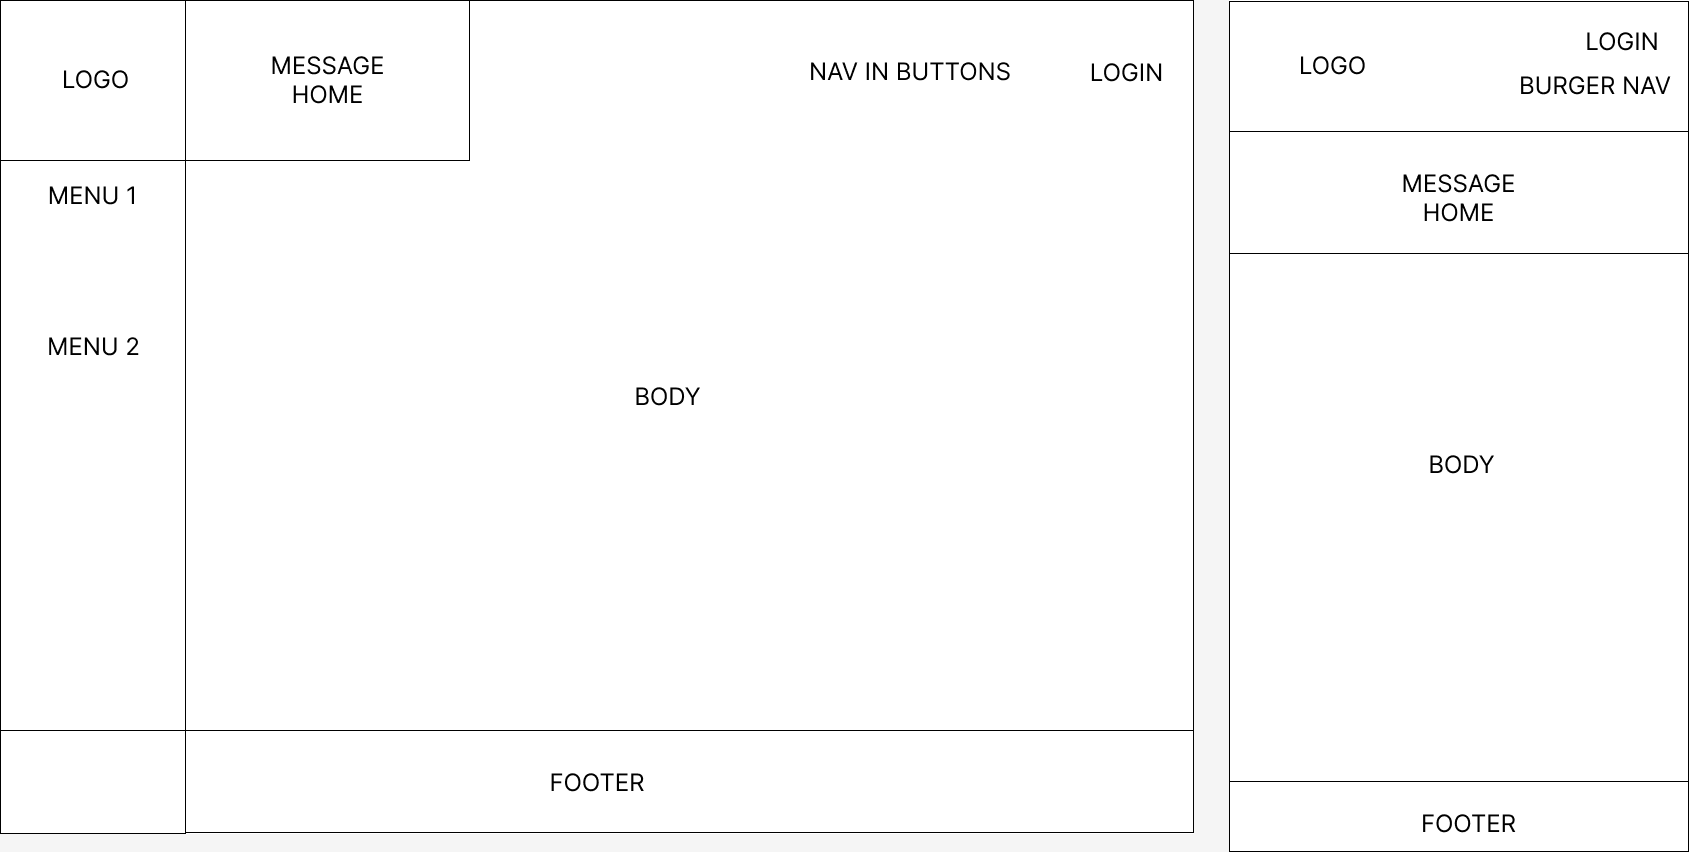 LOGO
MESSAGE
HOME
NAV IN BUTTONS
LOGIN
MENU 1
MENU 2
BODY
FOOTER
LOGO
LOGIN
BURGER NAV
MESSAGE
HOME
BODY
FOOTER